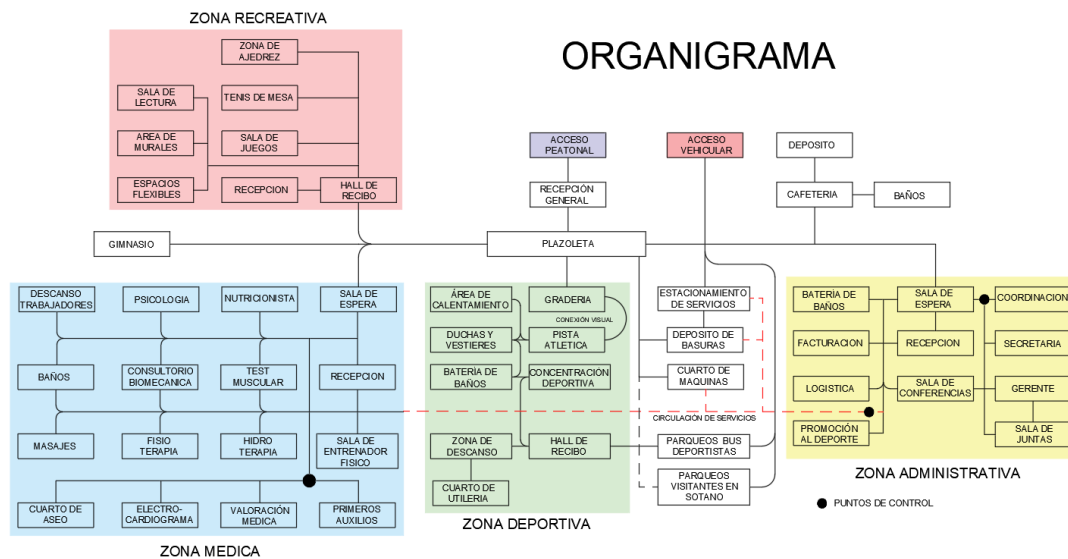 ORGANIGRAMA
ZONA RECREATIVA
ZONA DE
AJEDREZ
SALA DE
LECTURA
TENIS DE MESA
AREA DE
MURALES
SALA DE
JUEGOS
ESPACIOS
FLEXIBLES
RECEPCION
HALL DE
RECIBO
ACCESO
PEATONAL
ACCESO
VEHICULAR
DEPOSITO
RECEPCIÓN
GENERAL
CAFETERIA
BAÑOS
GIMNASIO
PLAZOLETA
DESCANSO
TRABAJADORES
PSICOLOGIA
NUTRICIONISTA
SALA DE
ESPERA
BAÑOS
CONSULTORIO
BIOMECANICA
TEST
MUSCULAR
RECEPCION
MASAJES
FISIO
TERAPIA
HIDRO
TERAPIA
SALA DE
ENTRENADOR
FISICO
CUARTO DE
ASEO
ELECTRO-
CARDIOGRAMA
VALORACIÓN
MEDICA
PRIMEROS
AUXILIOS
ZONA MEDICA
ÁREA DE
CALENTAMIENTO
GRADERIA
CONEXIÓN VISUAL
DUCHAS Y
VESTIERES
PISTA
ATLETICA
BATERÍA DE
BAÑOS
CONCENTRACIÓN
DEPORTIVA
ZONA DE
DESCANSO
HALL DE
RECIBO
CUARTO DE
UTILERIA
ZONA DEPORTIVA
ESTACIONAMIENTO
DE SERVICIOS
DEPOSITO DE
BASURAS
CUARTO DE
MAQUINAS
CIRCULACIÓN DE SERVICIOS
PARQUEOS BUS
DEPORTISTAS
PARQUEOS
VISITANTES EN
SOTANO
BATERÍA DE
BAÑOS
SALA DE
ESPERA
COORDINACION
FACTURACION
RECEPCION
SECRETARIA
LOGISTICA
SALA DE
CONFERENCIAS
GERENTE
PROMOCIÓN
AL DEPORTE
SALA DE
JUNTAS
ZONA ADMINISTRATIVA
PUNTOS DE CONTROL